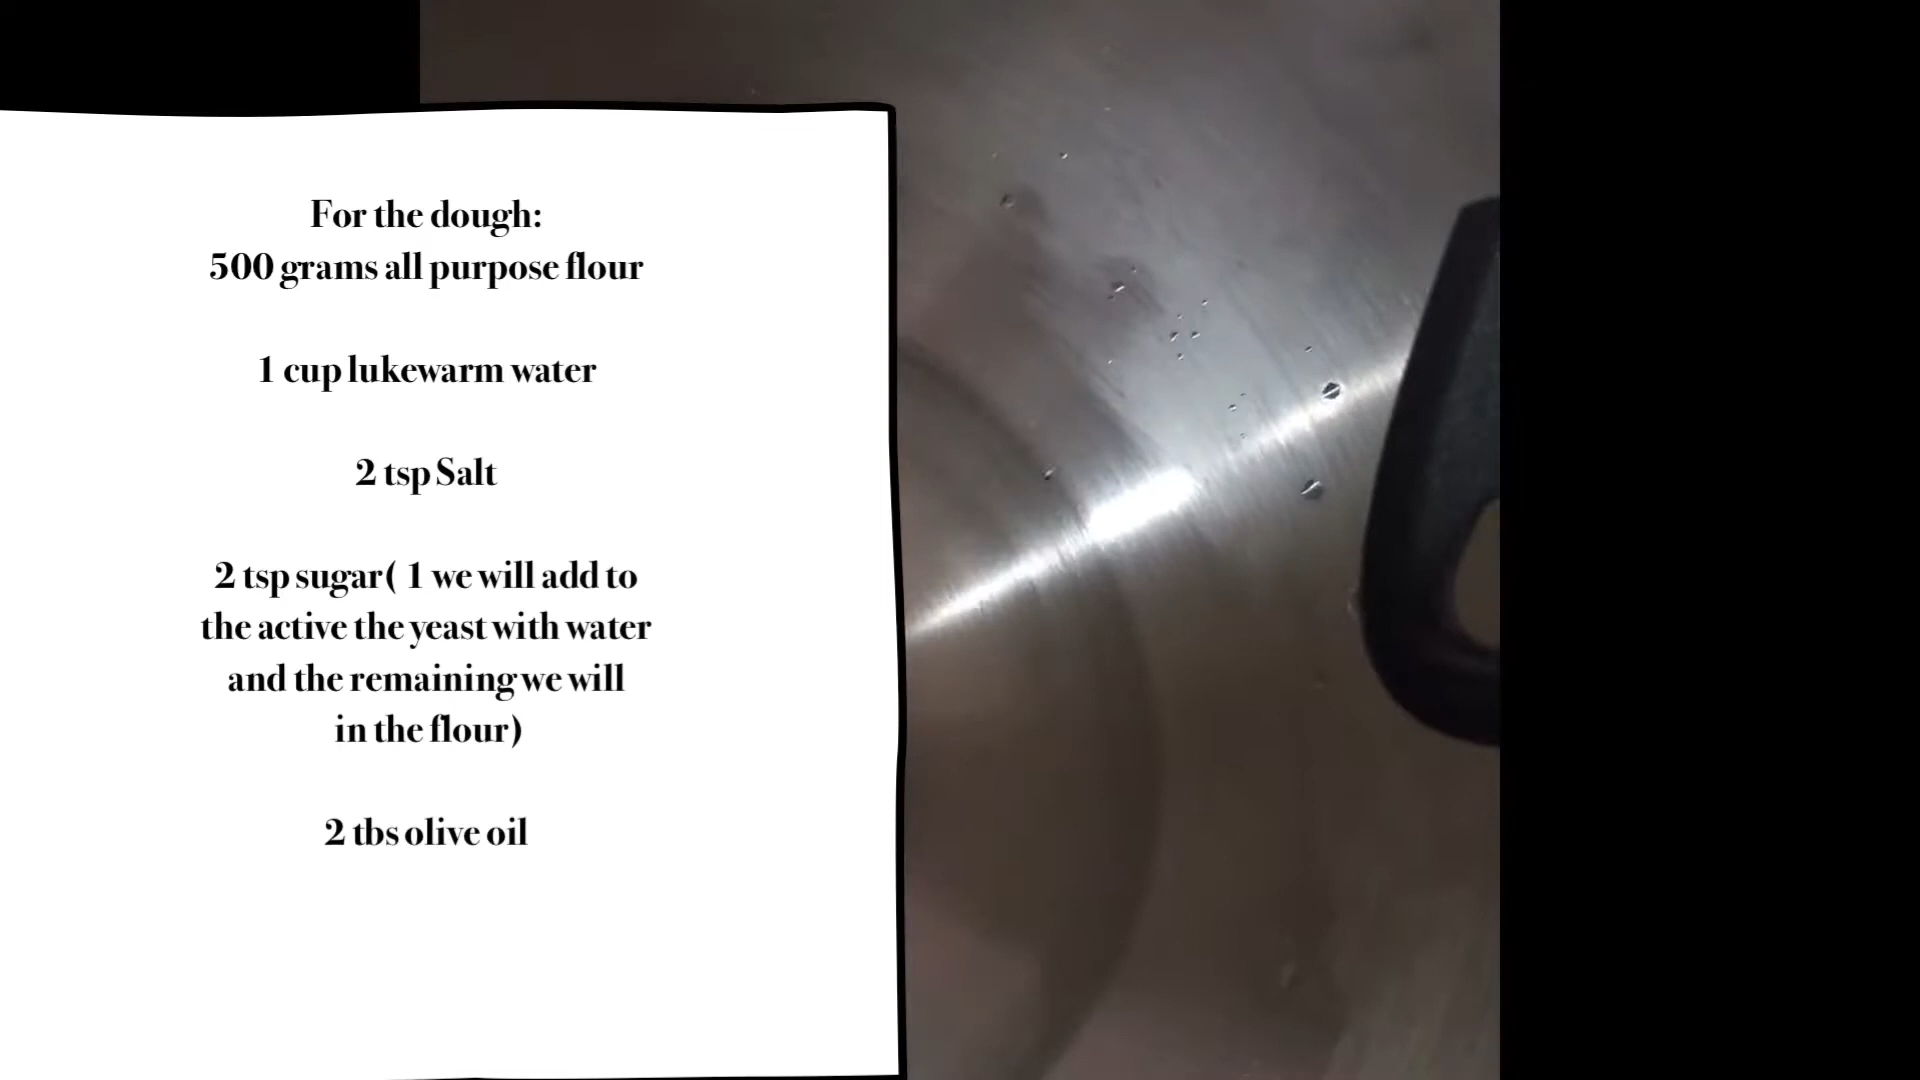 For the dough:
500 grams all purpose flour
1 cup lukewarm water
2 tsp Salt
2 tsp sugar( 1 we will add to
the active the yeast with water
and the remaining we will
in the flour)
2 tbs olive oil